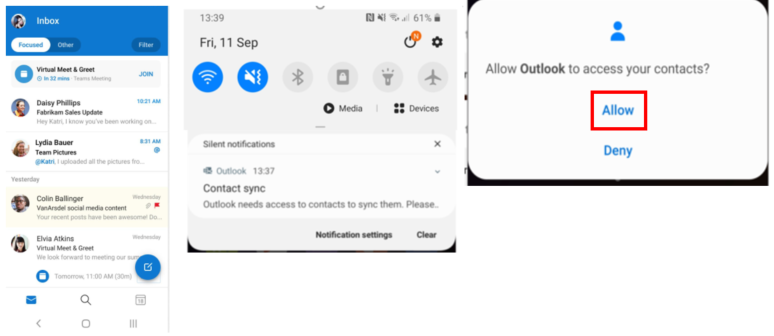 Inbox
Focused Other Filter
Virtual Meet & Greet
In 32 mins · Teams Meeting JOIN
Daisy Phillips 10:21 AM
Fabrikam Sales Update
Hey Katri, I know you've been working on...
Lydia Bauer 8:31 AM
Team Pictures @
@Katri, I uploaded all the pictures fro...
Yesterday
Colin Ballinger Wednesday
VanArsdel social media content
Your recent posts have been awesome! Do...
Elvia Atkins Wednesday
Virtual Meet & Greet
We look forward to meeting our
Tomorrow, 11:00 AM (30m)
13:39 61%
Fri, 11 Sep N
Media | Devices
Silent notifications
Outlook 13:37
Contact sync
Outlook needs access to contacts to sync them. Please..
Notification settings Clear
Allow Outlook to access your contacts?
Allow
Deny